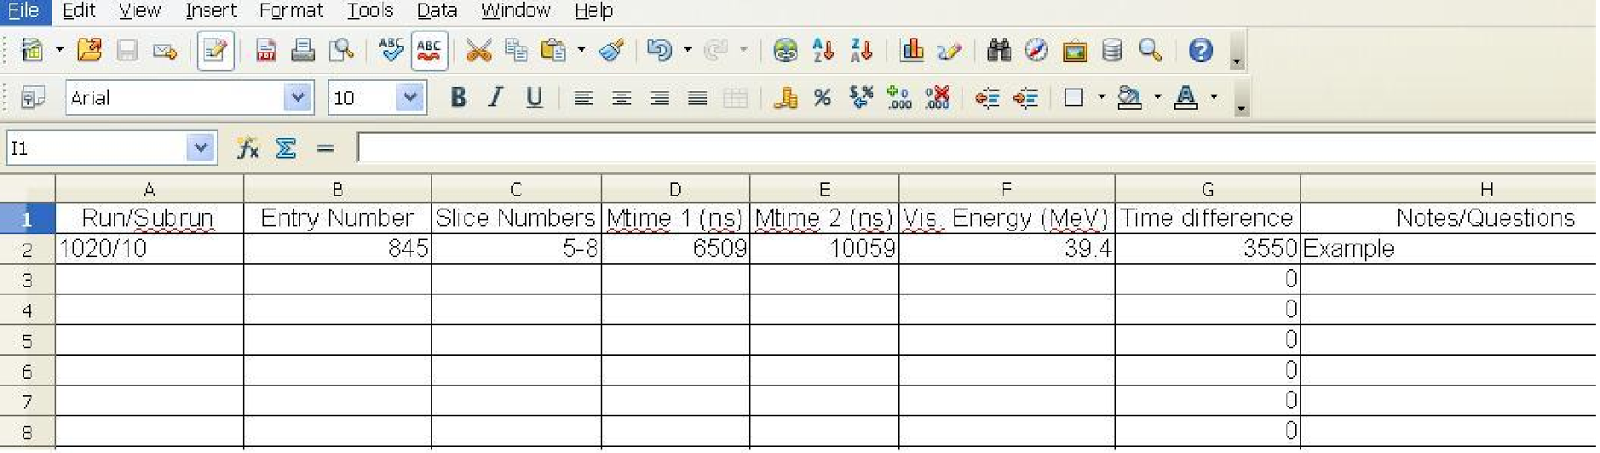 File Edit View Insert Format Tools Data Window Help
Arial 10
I1
A B C D E F G H
1 Run/Subrun Entry Number Slice Numbers Mtime 1 (ns) Mtime 2 (ns) Vis. Energy (MeV) Time difference Notes/Questions
2 1020/10 845 5-8 6509 10059 39.4 3550 Example
3 0
4 0
5 0
6 0
7 0
8 0